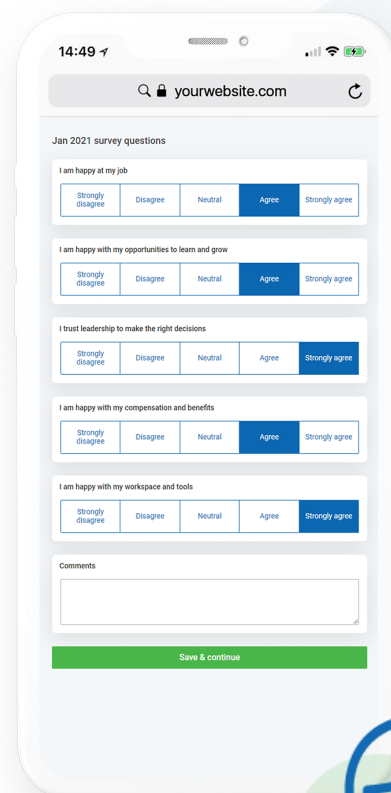 14:49
yourwebsite.com
Jan 2021 survey questions
I am happy at my job
Strongly disagree Disagree Neutral Agree Strongly agree
I am happy with my opportunities to learn and grow
Strongly disagree Disagree Neutral Agree Strongly agree
I trust leadership to make the right decisions
Strongly disagree Disagree Neutral Agree Strongly agree
I am happy with my compensation and benefits
Strongly disagree Disagree Neutral Agree Strongly agree
I am happy with my workspace and tools
Strongly disagree Disagree Neutral Agree Strongly agree
Comments
Save & continue